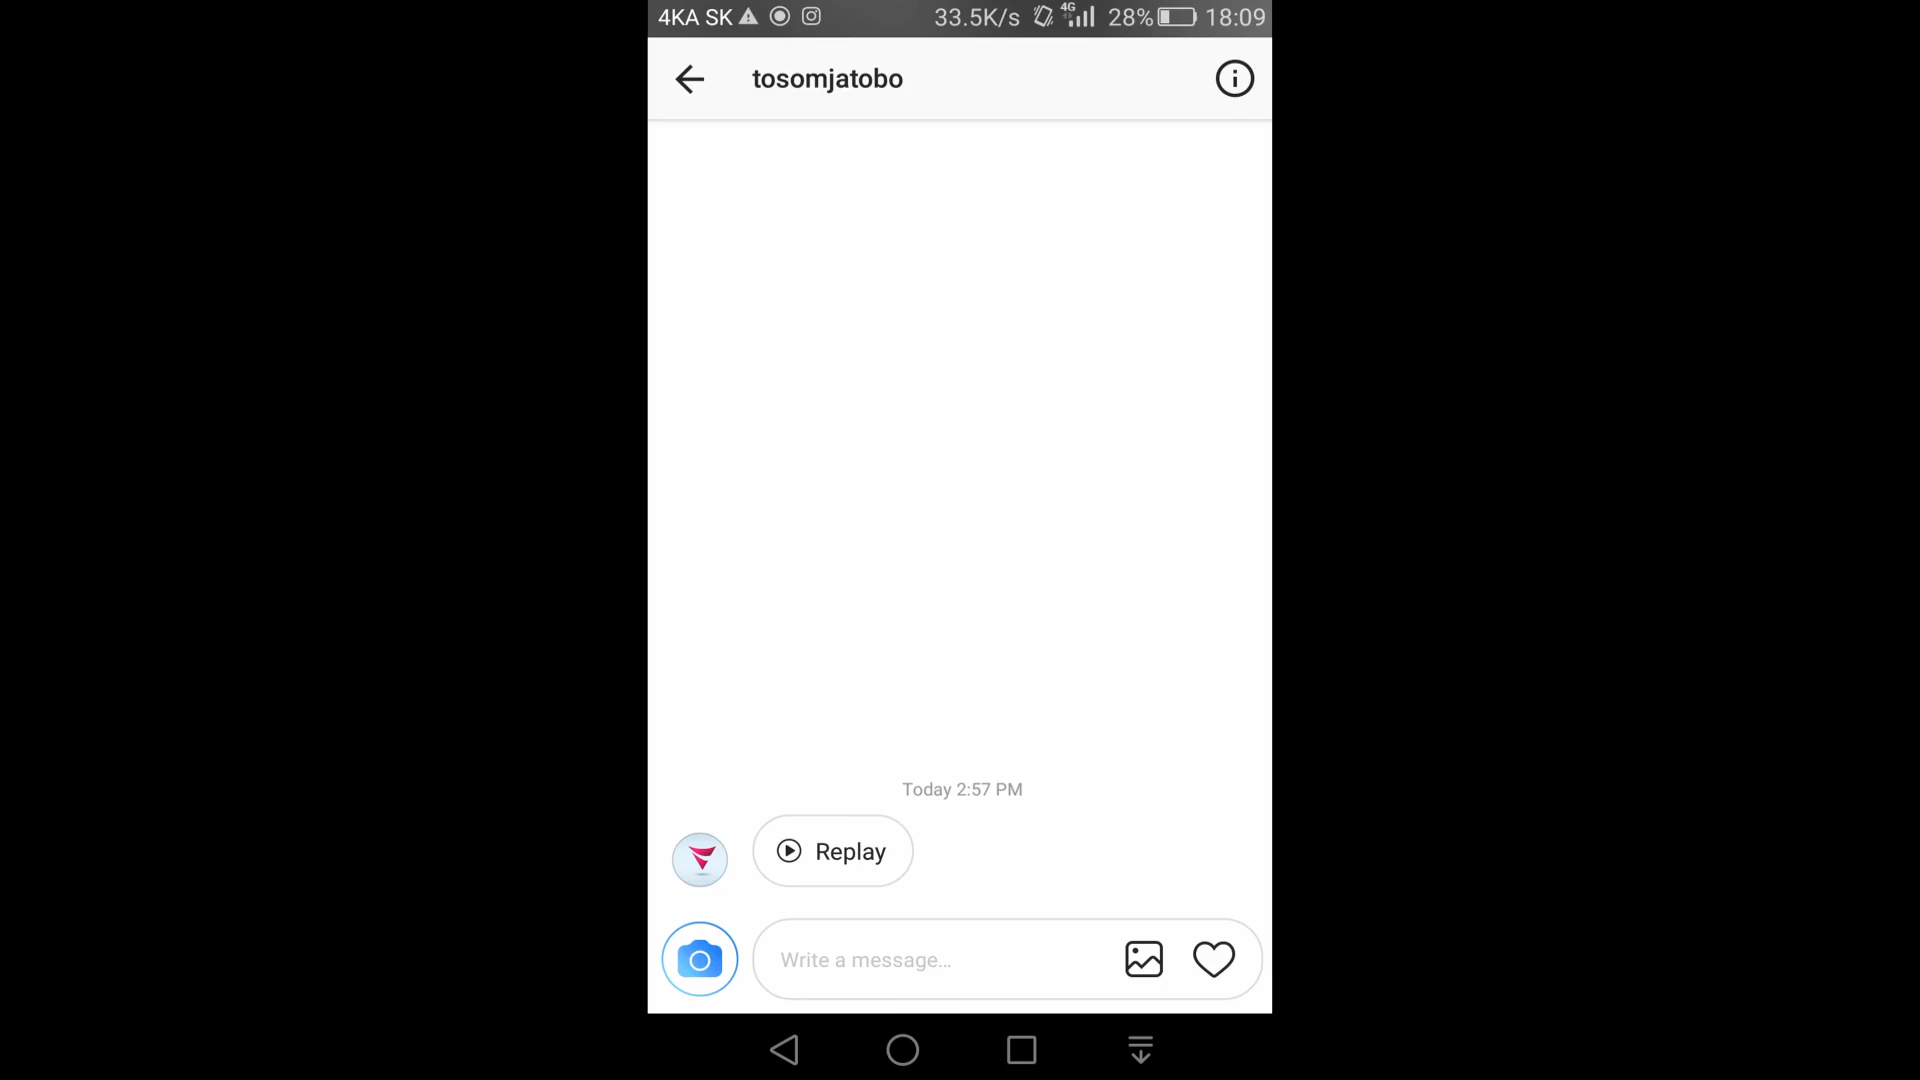 4KA SK 33.5K/s 4G 28% 18:09
tosomjatobo
Today 2:57 PM
Replay
Write a message...